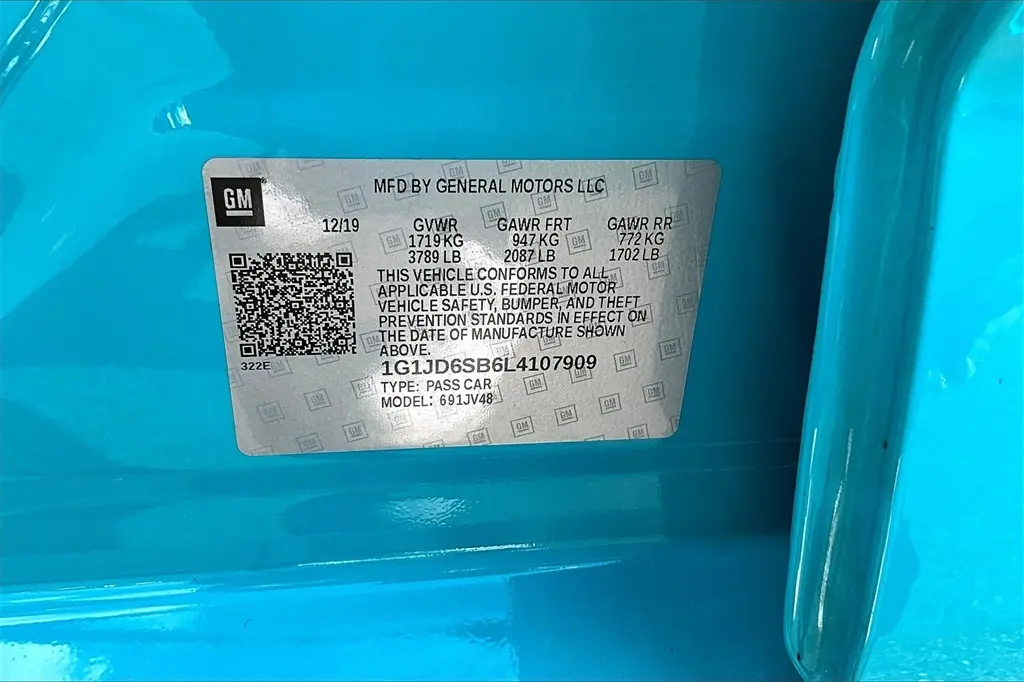 GM
MFD BY GENERAL MOTORS LLC
12/19 GVWR GAWR FRT GAWR RR
1719 KG 947 KG 772 KG
3789 LB 2087 LB 1702 LB
THIS VEHICLE CONFORMS TO ALL
APPLICABLE U.S. FEDERAL MOTOR
VEHICLE SAFETY, BUMPER, AND THEFT
PREVENTION STANDARDS IN EFFECT ON
THE DATE OF MANUFACTURE SHOWN
ABOVE.
322E
1G1JD6SB6L4107909
TYPE: PASS CAR
MODEL: 691JV48